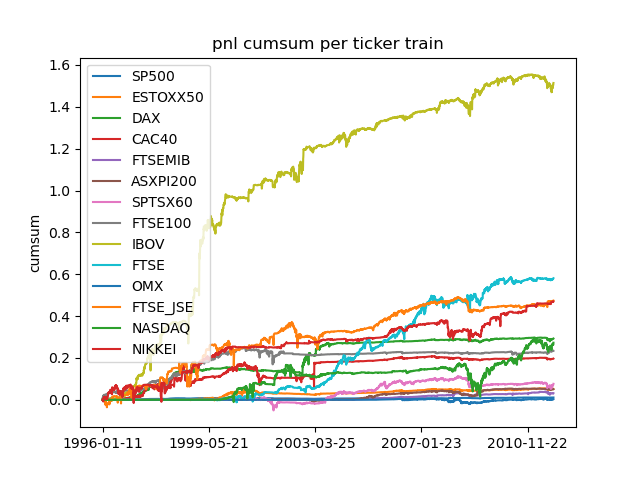 pnl cumsum per ticker train
1.6
1.4
1.2
1.0
0.8
0.6
0.4
0.2
0.0
cumsum
SP500
ESTOXX50
DAX
CAC40
FTSEMIB
ASXPI200
SPTSX60
FTSE100
IBOV
FTSE
OMX
FTSE_JSE
NASDAQ
NIKKEI
1996-01-11 1999-05-21 2003-03-25 2007-01-23 2010-11-22